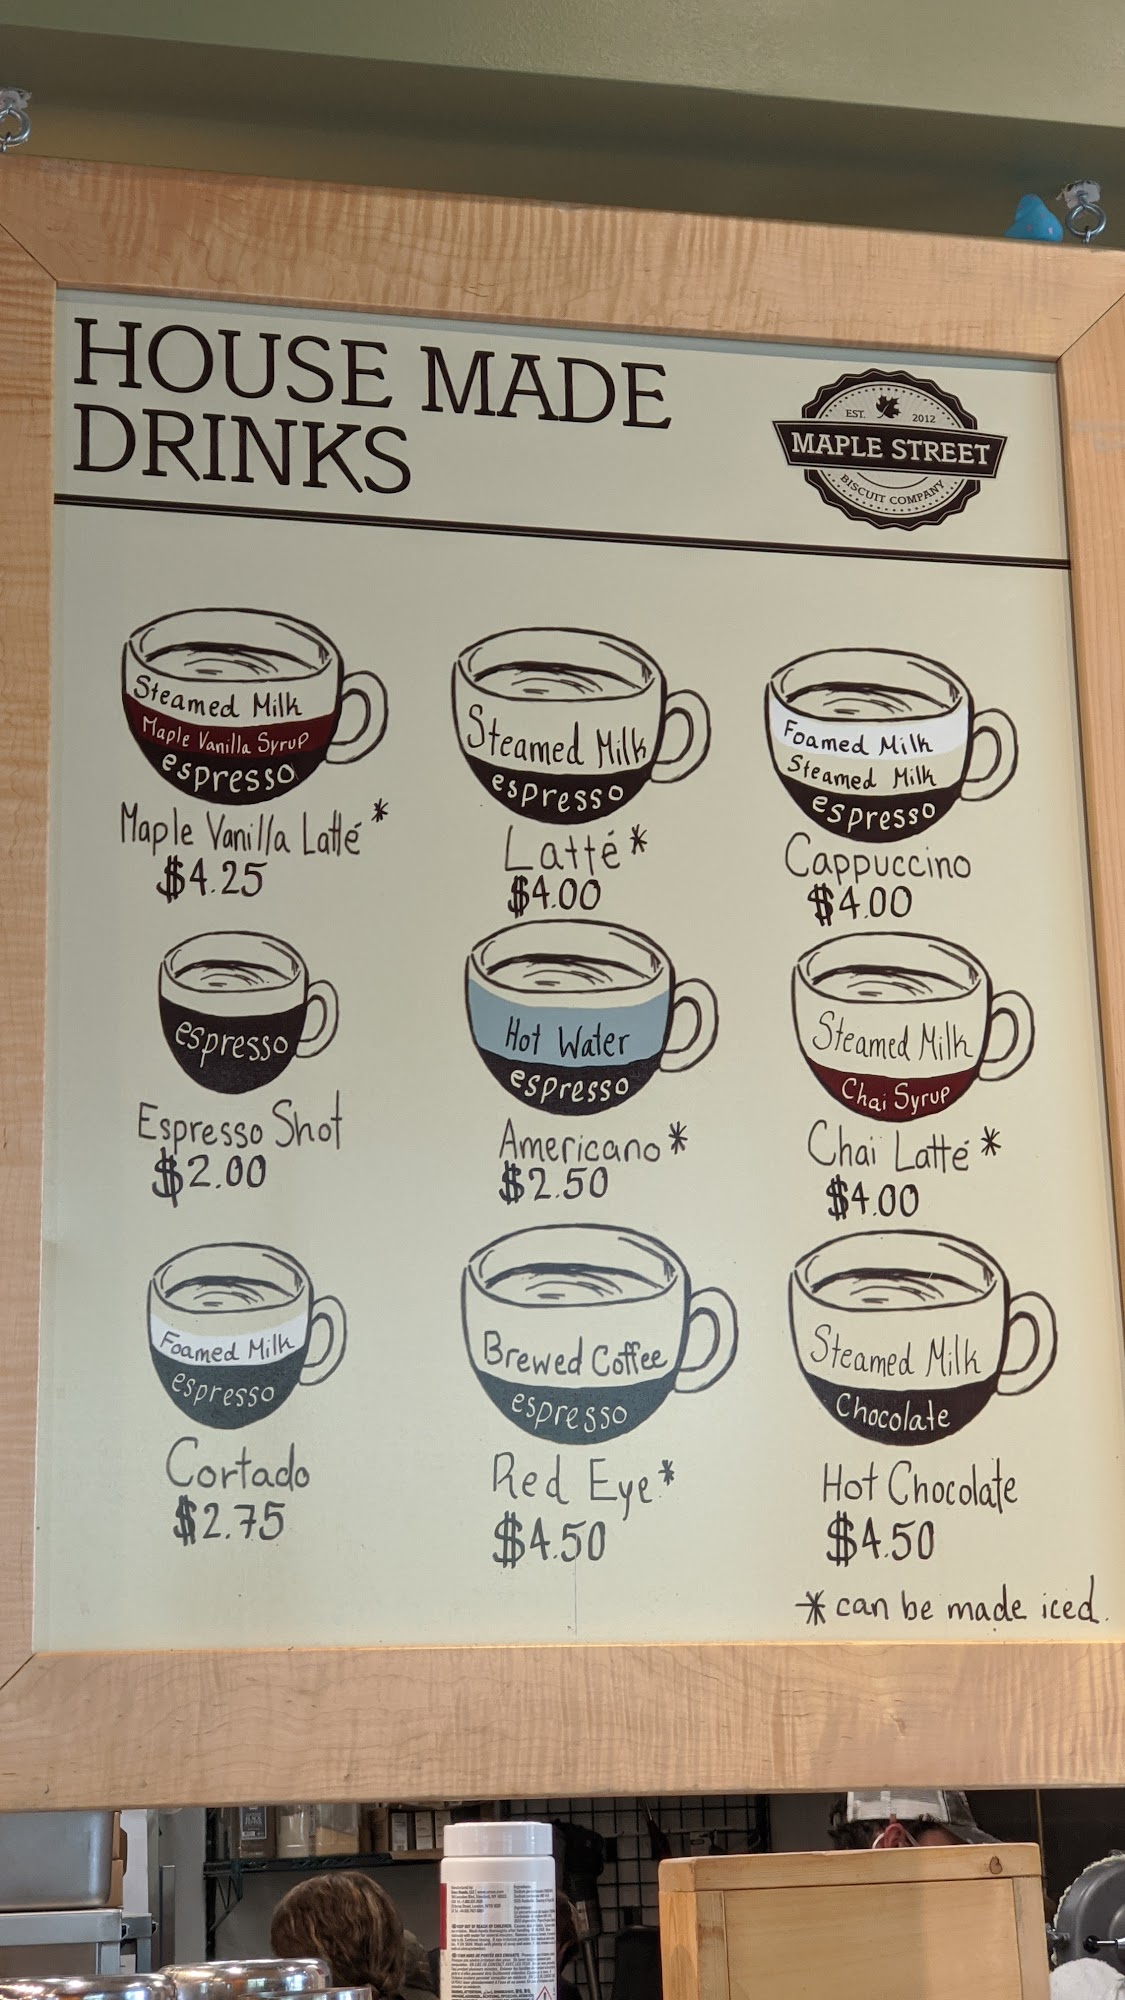 HOUSE MADE
DRINKS
EST. 2012
MAPLE STREET
BISCUIT COMPANY
Steamed Milk
Maple Vanilla Syrup
espresso
Maple Vanilla Latté*
$4.25
Steamed Milk
espresso
Latté*
$4.00
Foamed Milk
Steamed Milk
espresso
Cappuccino
$4.00
espresso
Espresso Shot
$2.00
Hot Water
espresso
Americano*
$2.50
Steamed Milk
Chai Syrup
Chai Latté*
$4.00
Foamed Milk
espresso
Cortado
$2.75
Brewed Coffee
espresso
Red Eye*
$4.50
Steamed Milk
Chocolate
Hot Chocolate
$4.50
* can be made iced.